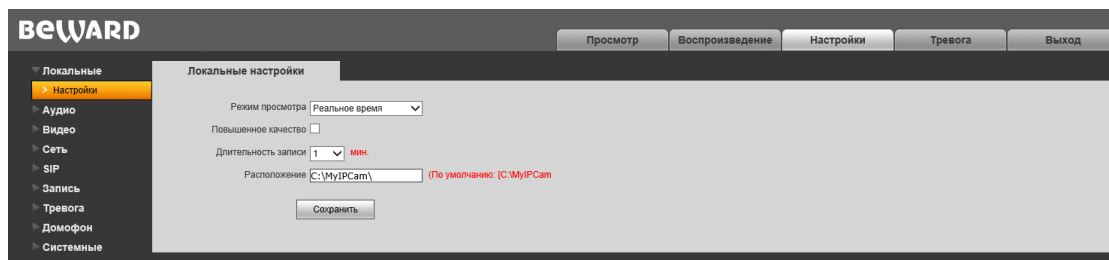 BEWARD
Просмотр Воспроизведение Настройки Тревога Выход
Локальные
Настройки
Аудио
Видео
Сеть
SIP
Запись
Тревога
Домофон
Системные
Локальные настройки
Режим просмотра Реальное время
Повышенное качество
Длительность записи 1 мин.
Расположение C:\MyIPCam\ (По умолчанию: [C:\MyIPCam
Сохранить